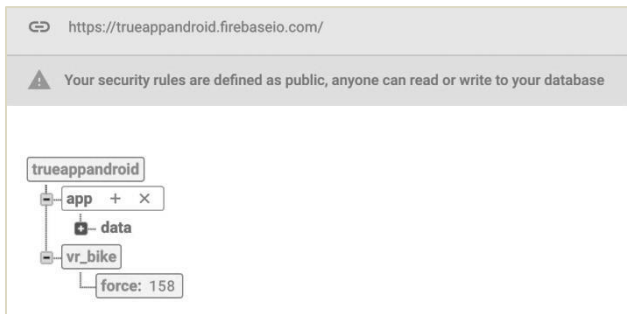 https://trueappandroid.firebaseio.com/
Your security rules are defined as public, anyone can read or write to your database
trueappandroid
app + ×
data
vr_bike
force: 158